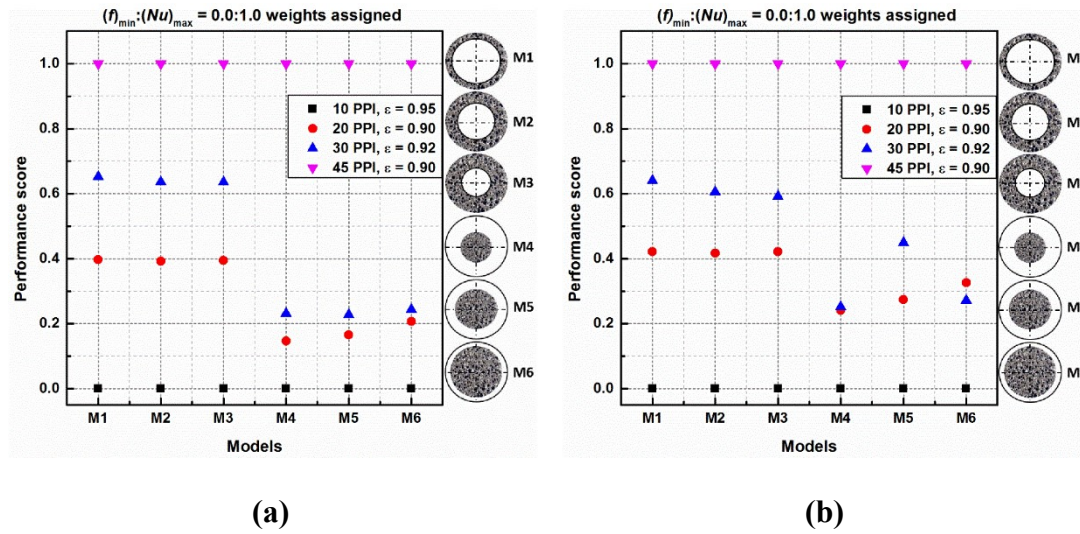 (f)min:(Nu)max = 0.0:1.0 weights assigned
1.0
0.8
0.6
0.4
0.2
0.0
Performance score
10 PPI, ε = 0.95
20 PPI, ε = 0.90
30 PPI, ε = 0.92
45 PPI, ε = 0.90
M1 M2 M3 M4 M5 M6
Models
M1
M2
M3
M4
M5
M6
(a)
(f)min:(Nu)max = 0.0:1.0 weights assigned
1.0
0.8
0.6
0.4
0.2
0.0
Performance score
10 PPI, ε = 0.95
20 PPI, ε = 0.90
30 PPI, ε = 0.92
45 PPI, ε = 0.90
M1 M2 M3 M4 M5 M6
Models
M
M
M
M
M
M
(b)